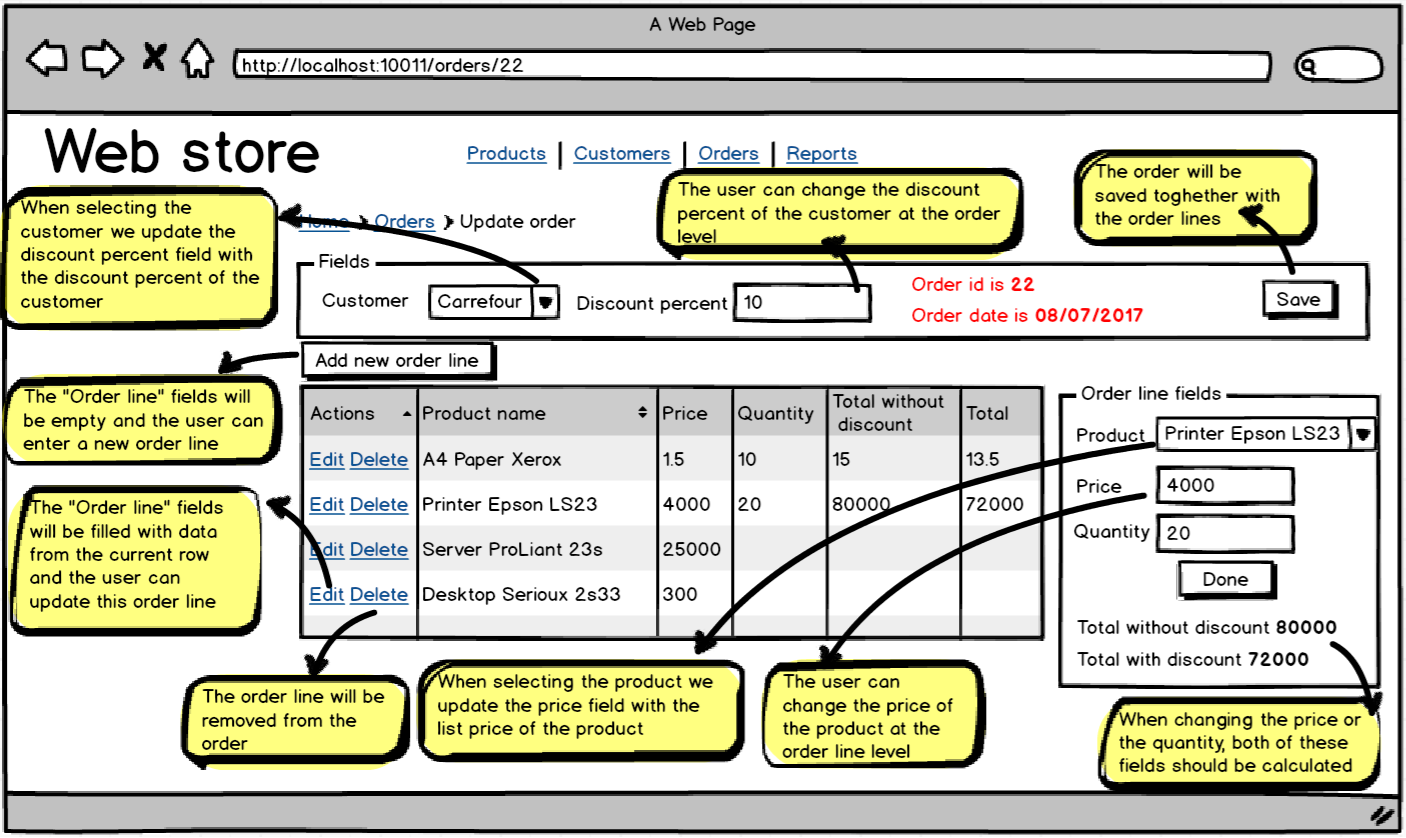 A Web Page
http://localhost:10011/orders/22
Web store
Products | Customers | Orders | Reports
Home Orders Update order
When selecting the
customer we update the
discount percent field with
the discount percent of the
customer
The user can change the discount
percent of the customer at the order
level
The order will be
saved toghether with
the order lines
Fields
Customer Carrefour Discount percent 10
Order id is 22
Order date is 08/07/2017
Save
Add new order line
The "Order line" fields will
be empty and the user can
enter a new order line
The "Order line" fields
will be filled with data
from the current row
and the user can
update this order line
Actions Product name Price Quantity Total without discount Total
Edit Delete A4 Paper Xerox 1.5 10 15 13.5
Edit Delete Printer Epson LS23 4000 20 80000 72000
Edit Delete Server ProLiant 23s 25000
Edit Delete Desktop Serioux 2s33 300
Order line fields
Product Printer Epson LS23
Price 4000
Quantity 20
Done
Total without discount 80000
Total with discount 72000
The order line will be
removed from the
order
When selecting the product we
update the price field with the
list price of the product
The user can
change the price of
the product at the
order line level
When changing the price or
the quantity, both of these
fields should be calculated